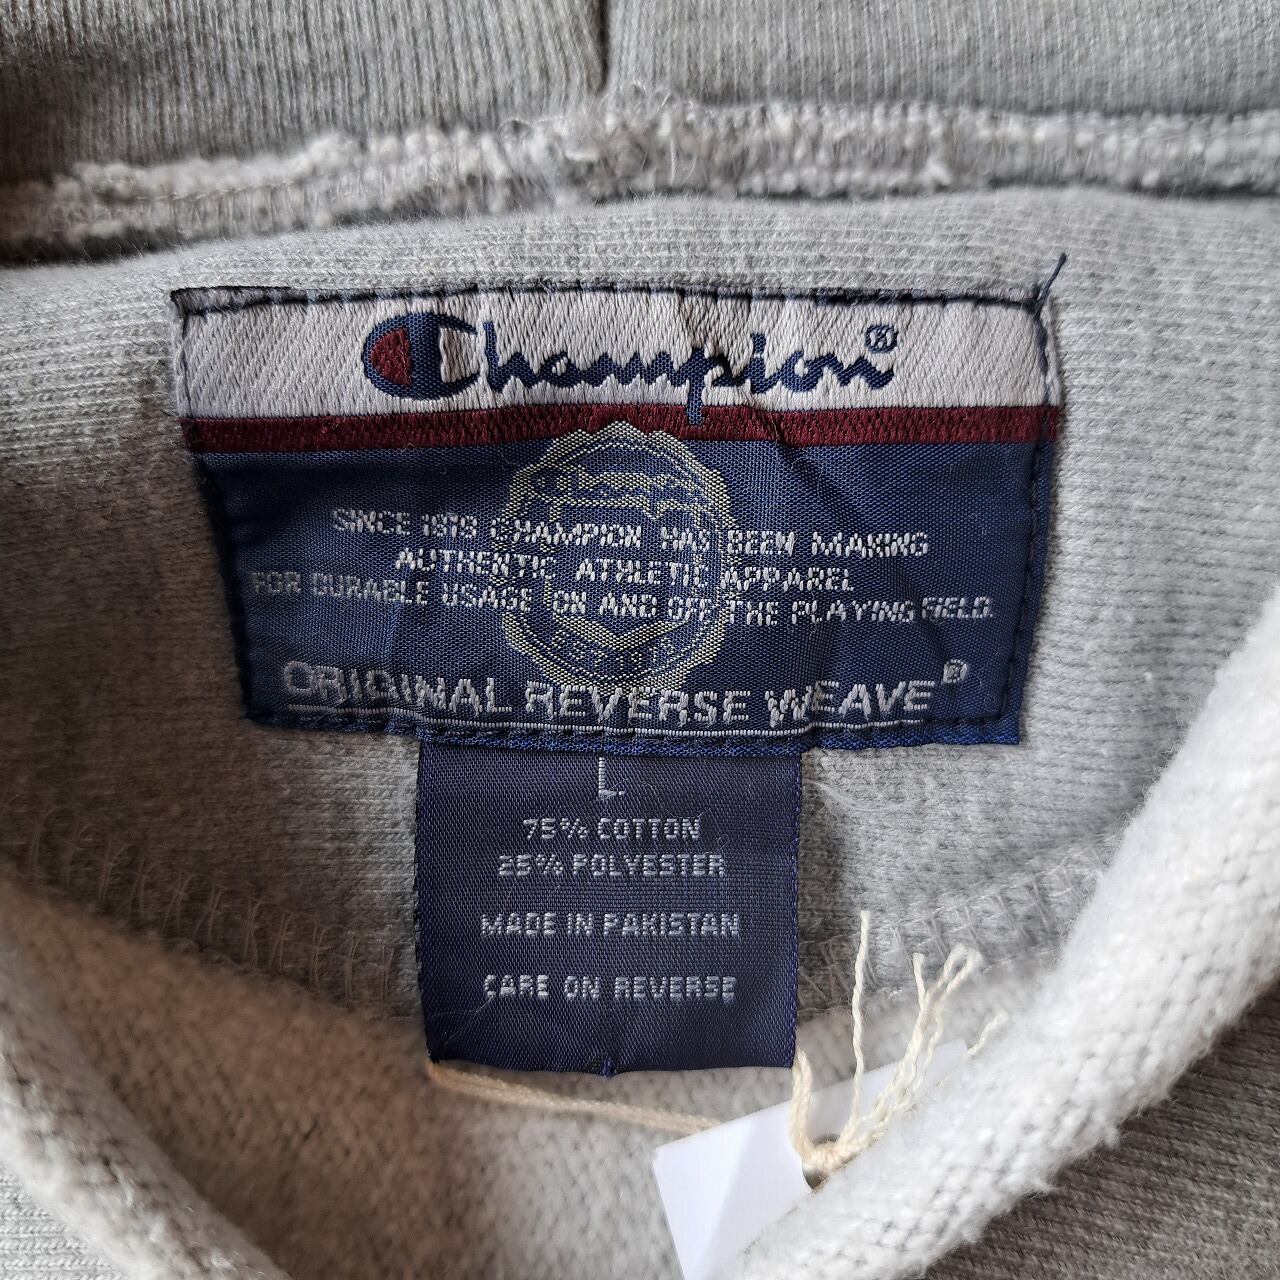 Champion®
SINCE 1919 CHAMPION HAS BEEN MAKING
AUTHENTIC ATHLETIC APPAREL
FOR DURABLE USAGE ON AND OFF THE PLAYING FIELD.
ORIGINAL REVERSE WEAVE®
L
75% COTTON
25% POLYESTER
MADE IN PAKISTAN
CARE ON REVERSE